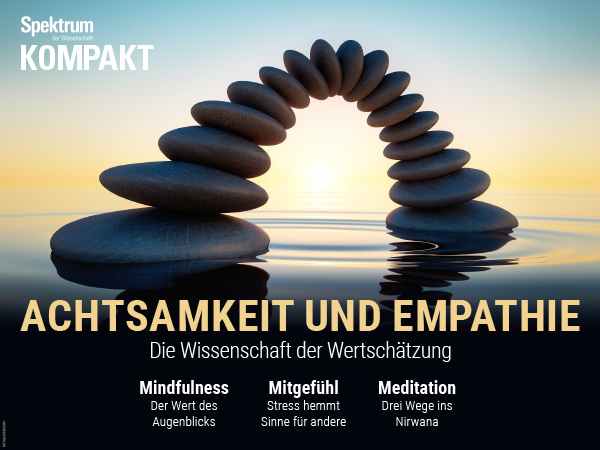 Spektrum
der Wissenschaft
KOMPAKT
ACHTSAMKEIT UND EMPATHIE
Die Wissenschaft der Wertschätzung
Mindfulness
Der Wert des
Augenblicks
Mitgefühl
Stress hemmt
Sinne für andere
Meditation
Drei Wege ins
Nirwana